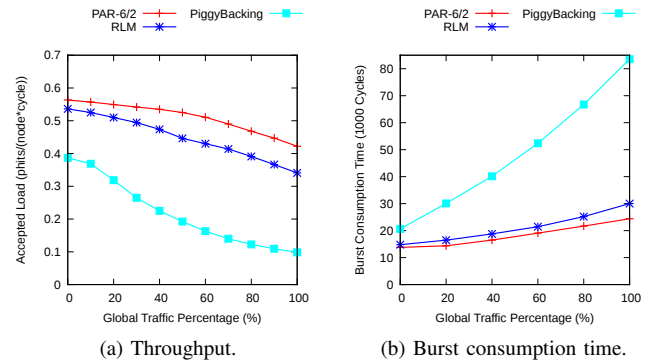 PAR-6/2
RLM
PiggyBacking
Accepted Load (phits/(node*cycle))
0.7
0.6
0.5
0.4
0.3
0.2
0.1
0
0 20 40 60 80 100
Global Traffic Percentage (%)
(a) Throughput.
PAR-6/2
RLM
PiggyBacking
Burst Consumption Time (1000 Cycles)
80
70
60
50
40
30
20
10
0
0 20 40 60 80 100
Global Traffic Percentage (%)
(b) Burst consumption time.